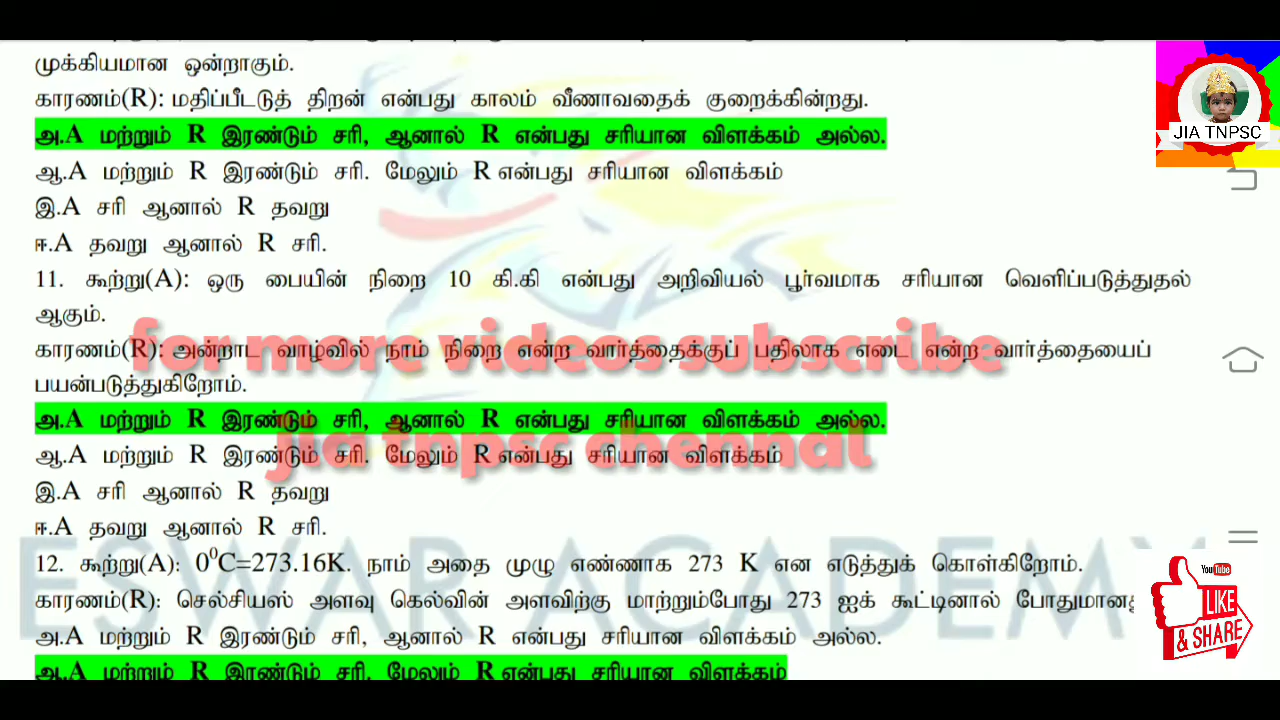 முக்கியமான ஒன்றாகும்.
காரணம்(R): மதிப்பீடடுத் திறன் என்பது காலம் வீணாவதைக் குறைக்கின்றது.
அ.A மற்றும் R இரண்டும் சரி, ஆனால் R என்பது சரியான விளக்கம் அல்ல.
ஆ.A மற்றும் R இரண்டும் சரி. மேலும் R என்பது சரியான விளக்கம்
இ.A சரி ஆனால் R தவறு
ஈ.A தவறு ஆனால் R சரி.
11. கூற்று(A): ஒரு பையின் நிறை 10 கி.கி என்பது அறிவியல் பூர்வமாக சரியான வெளிப்படுத்துதல்
ஆகும்.
காரணம்(R): அன்றாட வாழ்வில் நாம் நிறை என்ற வார்த்தைக்குப் பதிலாக எடை என்ற வார்த்தையைப்
பயன்படுத்துகிறோம்.
அ.A மற்றும் R இரண்டும் சரி, ஆனால் R என்பது சரியான விளக்கம் அல்ல.
ஆ.A மற்றும் R இரண்டும் சரி. மேலும் R என்பது சரியான விளக்கம்
இ.A சரி ஆனால் R தவறு
ஈ.A தவறு ஆனால் R சரி.
12. கூற்று(A): 0⁰C=273.16K. நாம் அதை முழு எண்ணாக 273 K என எடுத்துக் கொள்கிறோம்.
காரணம்(R): செல்சியஸ் அளவு கெல்வின் அளவிற்கு மாற்றும்போது 273 ஐக் கூட்டினால்
அ.A மற்றும் R இரண்டும் சரி, ஆனால் R என்பது சரியான விளக்கம் அல்ல.
ஆ.A மற்றும் R இரண்டும் சரி. மேலும் R என்பது சரியான விளக்கம்
for more videos subscribe
jia tnpsc chennal
ESWAR ACADEMY
JIA TNPSC
YouTube
LIKE
& SHARE